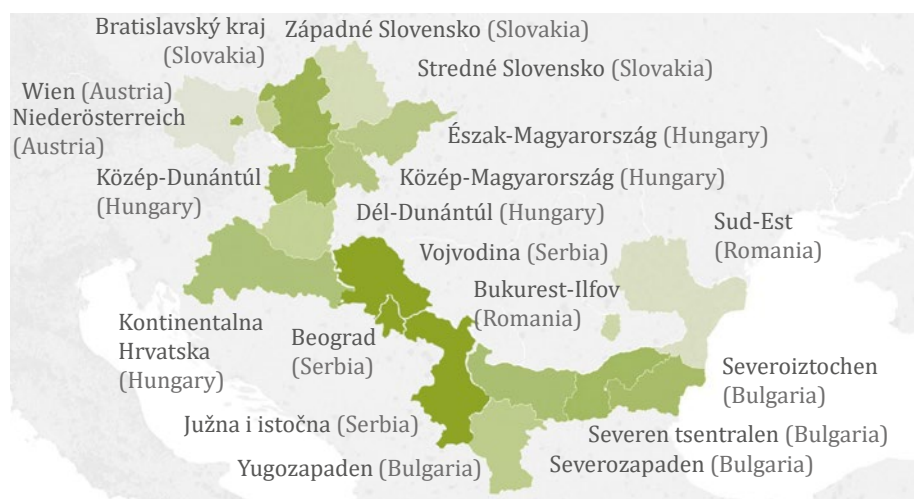 Bratislavský kraj
(Slovakia)
Západné Slovensko (Slovakia)
Stredné Slovensko (Slovakia)
Wien (Austria)
Niederösterreich
(Austria)
Észak-Magyarország (Hungary)
Közép-Dunántúl
(Hungary)
Közép-Magyarország (Hungary)
Dél-Dunántúl (Hungary)
Vojvodina (Serbia)
Sud-Est
(Romania)
Bukurest-Ilfov
(Romania)
Kontinentalna
Hrvatska
(Hungary)
Beograd
(Serbia)
Severoiztochen
(Bulgaria)
Južna i istočna (Serbia)
Severen tsentralen (Bulgaria)
Yugozapaden (Bulgaria)
Severozapaden (Bulgaria)